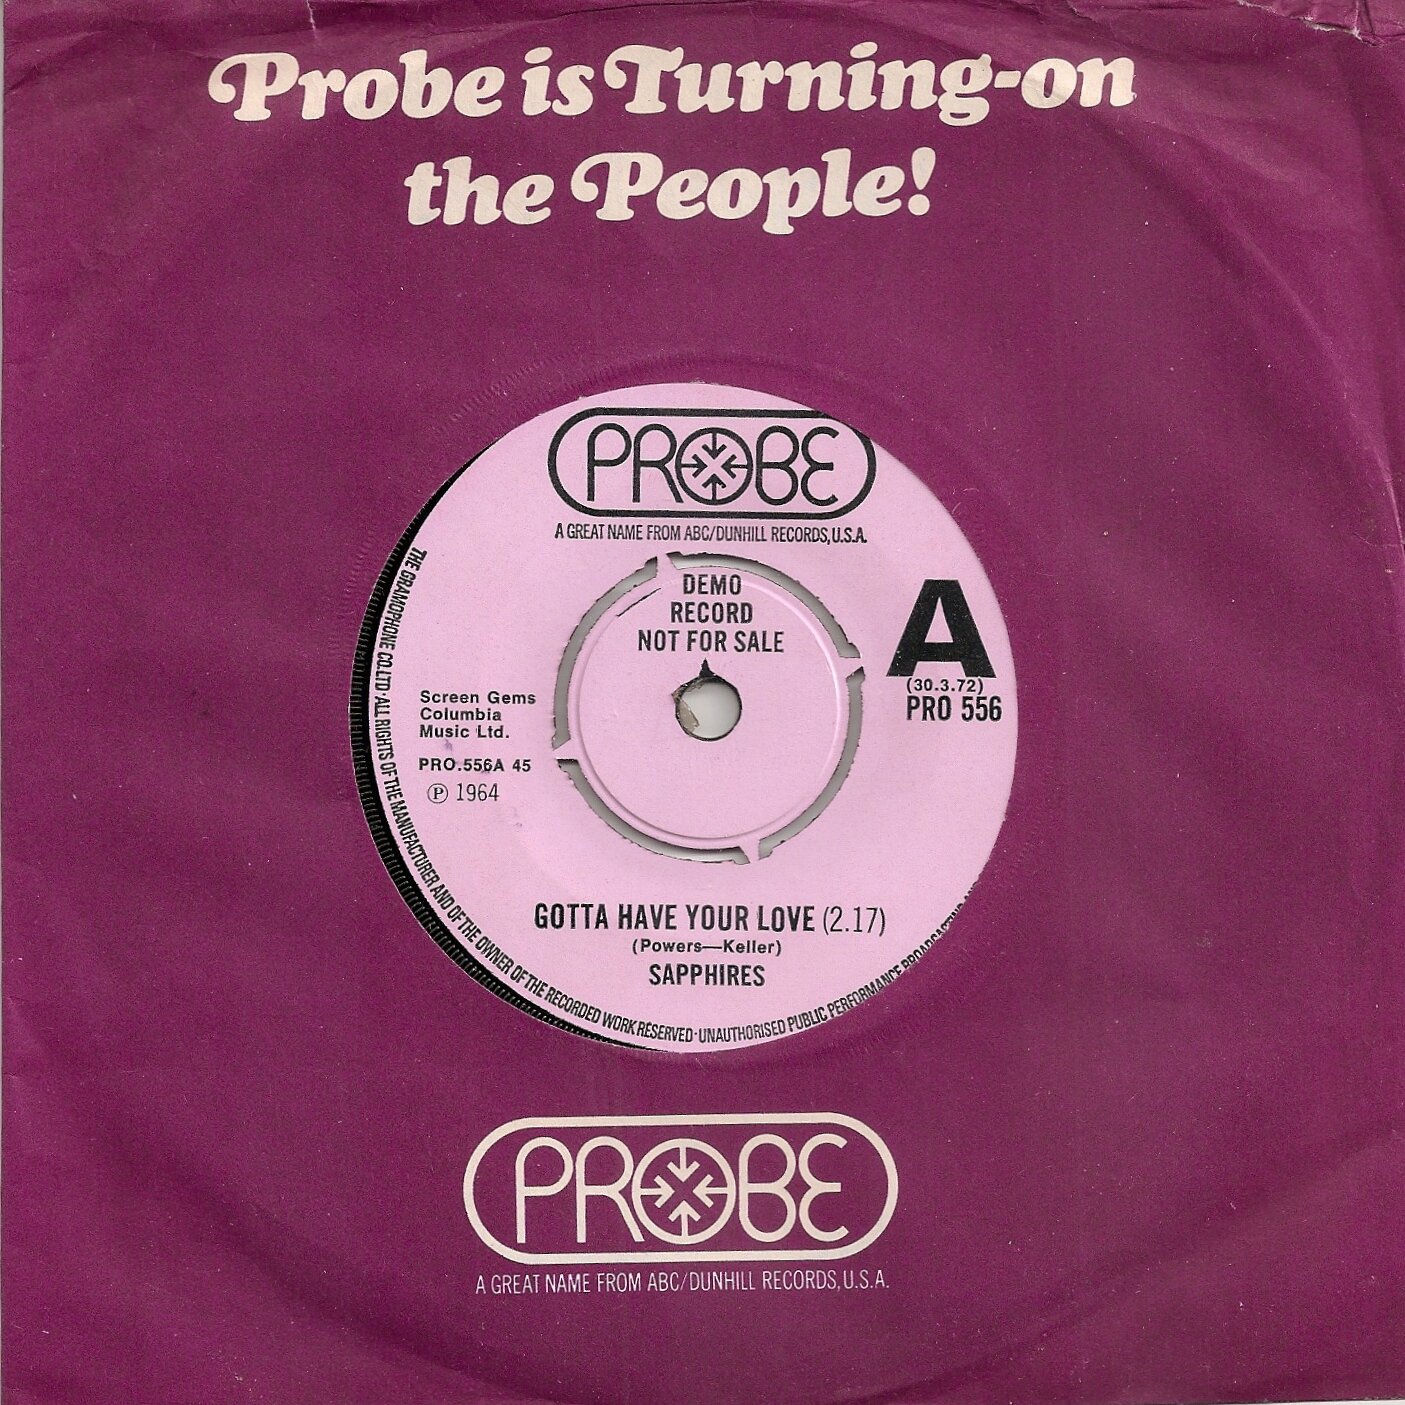 Probe is Turning-on
the People!
PROBE
A GREAT NAME FROM ABC/DUNHILL RECORDS, U.S.A.
DEMO
RECORD
NOT FOR SALE
A
(30.3.72)
PRO 556
Screen Gems
Columbia
Music Ltd.
PRO.556A 45
Ⓟ 1964
GOTTA HAVE YOUR LOVE (2.17)
(Powers—Keller)
SAPPHIRES
THE GRAMOPHONE CO. LTD · ALL RIGHTS OF THE MANUFACTURER AND OF THE OWNER OF THE RECORDED WORK RESERVED · UNAUTHORISED PUBLIC PERFORMANCE
PROBE
A GREAT NAME FROM ABC/DUNHILL RECORDS, U.S.A.